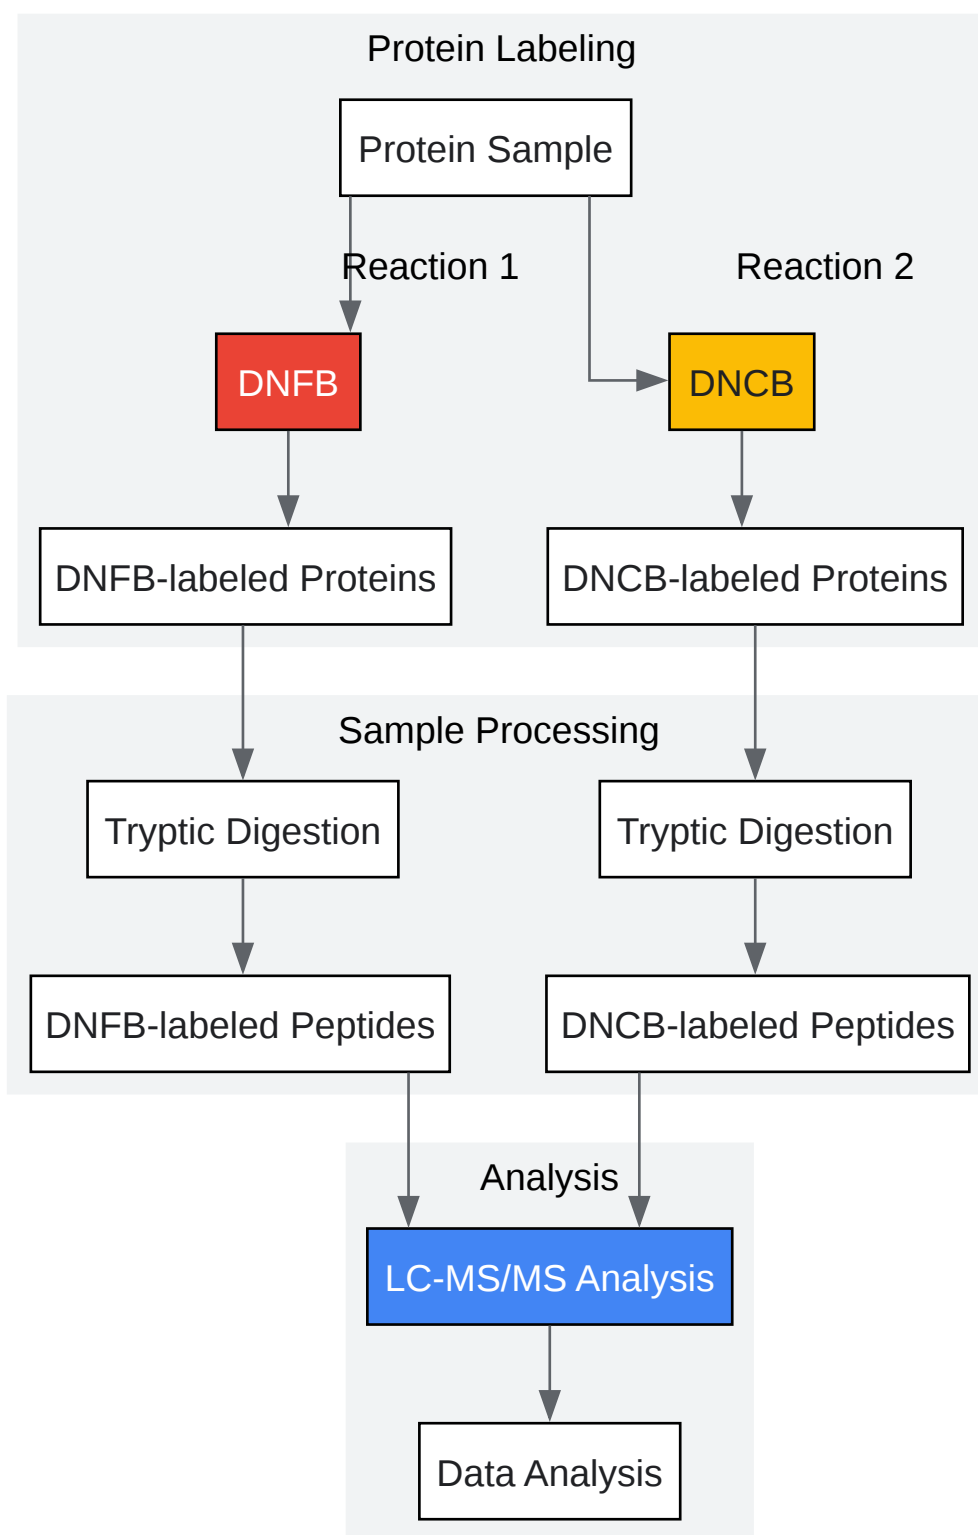 Protein Labeling
Protein Sample
Reaction 1
Reaction 2
DNFB
DNCB
DNFB-labeled Proteins
DNCB-labeled Proteins
Sample Processing
Tryptic Digestion
Tryptic Digestion
DNFB-labeled Peptides
DNCB-labeled Peptides
Analysis
LC-MS/MS Analysis
Data Analysis